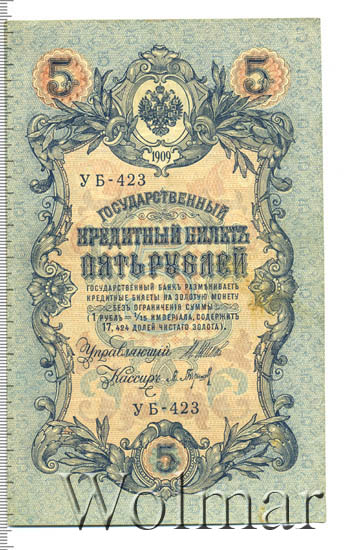 5 5
1909
УБ-423
ГОСУДАРСТВЕННЫЙ
КРЕДИТНЫЙ БИЛЕТЪ
ПЯТЬ РУБЛЕЙ
ГОСУДАРСТВЕННЫЙ БАНКЪ РАЗМѢНИВАЕТЪ
КРЕДИТНЫЕ БИЛЕТЫ НА ЗОЛОТУЮ МОНЕТУ
БЕЗЪ ОГРАНИЧЕНІЯ СУММЫ
(1 РУБЛЬ = 1/15 ИМПЕРІАЛА, СОДЕРЖИТЪ
17,424 ДОЛЕЙ ЧИСТАГО ЗОЛОТА).
Управляющій
Кассиръ
УБ-423
5
Wolmar